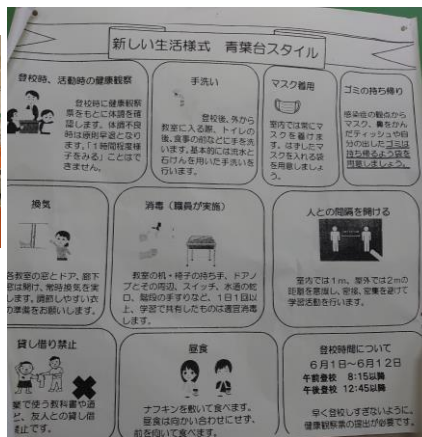 新しい生活様式 青葉台スタイル
登校時、活動時の健康観察
登校時に健康観察
票をもとに体調を確
認します。体調不良
時は原則早退となり
ます。「1時間程度様
子をみる」ことはで
きません。
手洗い
登校後、外から
教室に入る際、トイレの
後、食事の前などに手を洗
います。基本的には流水と
石けんを用いた手洗いを
行います。
マスク着用
室内では常にマ
スクを着けま
す。はずしたマ
スクを入れる袋
を用意しましょ
う。
ゴミの持ち帰り
感染症の観点から
マスク、鼻をかん
だティッシュや自
分の出したゴミは
持ち帰るよう袋を
用意しましょう。
換気
各教室の窓とドア、廊下
窓は開け、常時換気を実
します。調節しやすい衣
の準備をお願いします。
消毒（職員が実施）
教室の机・椅子の持ち手、ドアノ
ブとその周辺、スイッチ、水道の蛇
口、階段の手すりなど、1日1回以
上、学習で共有したものは適宜消毒
します。
人との間隔を開ける
室内では1m、屋外では2mの
距離を意識し、密接、密集を避けて
学習活動を行います。
貸し借り禁止
業で使う教科書や道
ど、友人との貸し借
禁止です。
昼食
ナフキンを敷いて食べます。
昼食は向かい合わせにせず、
前を向いて食べます。
登校時間について
6月1日～6月12日
午前登校 8:15以降
午後登校 12:45以降
早く登校しすぎないように。
健康観察票の提出が必要です。